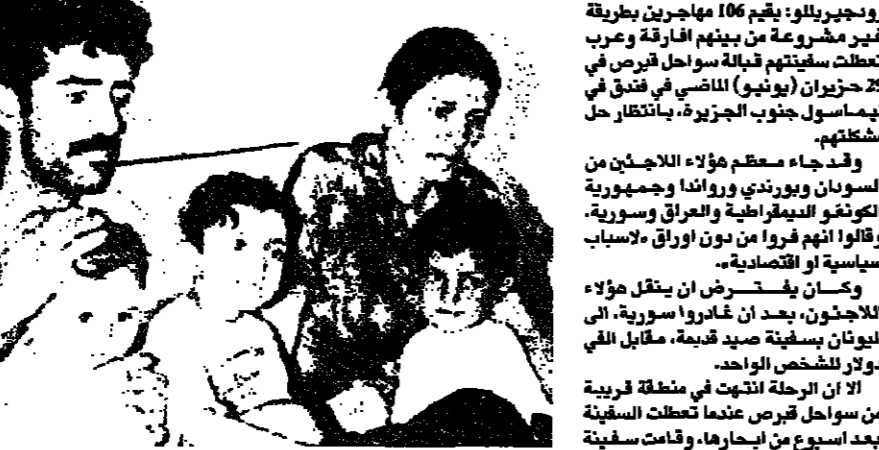 رونجيريللو: يقيم 106 مهاجرين بطريقة
غير مشروعة من بينهم افارقة وعرب
تعطلت سفينتهم قبالة سواحل قبرص في
29 حزيران (يونيو) الماضي في فندق في
ليماسول جنوب الجزيرة، بانتظار حل
مشكلتهم.
وقد جاء معظم هؤلاء اللاجئين من
السودان وبورندي ورواندا وجمهورية
الكونغو الديمقراطية والعراق وسورية.
وقالوا انهم فروا من دون اوراق «لاسباب
سياسية او اقتصادية».
وكان يفترض ان ينقل هؤلاء
اللاجئون، بعد ان غادروا سورية، الى
اليونان بسفينة صيد قديمة، مقابل الفي
دولار للشخص الواحد.
الا ان الرحلة انتهت في منطقة قريبة
من سواحل قبرص عندما تعطلت السفينة
بعد اسبوع من ابحارها، وقامت سفينة